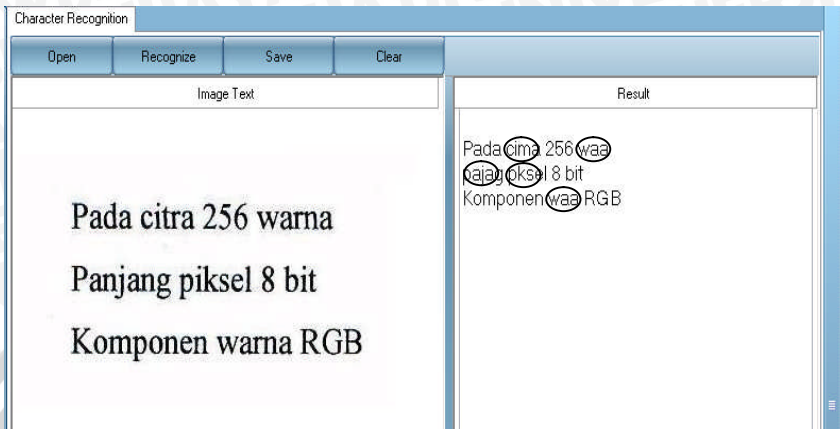 Character Recognition
Open Recognize Save Clear
Image Text
Pada citra 256 warna
Panjang piksel 8 bit
Komponen warna RGB
Result
Pada cima 256 waa
pajag pksel 8 bit
Komponen waa RGB